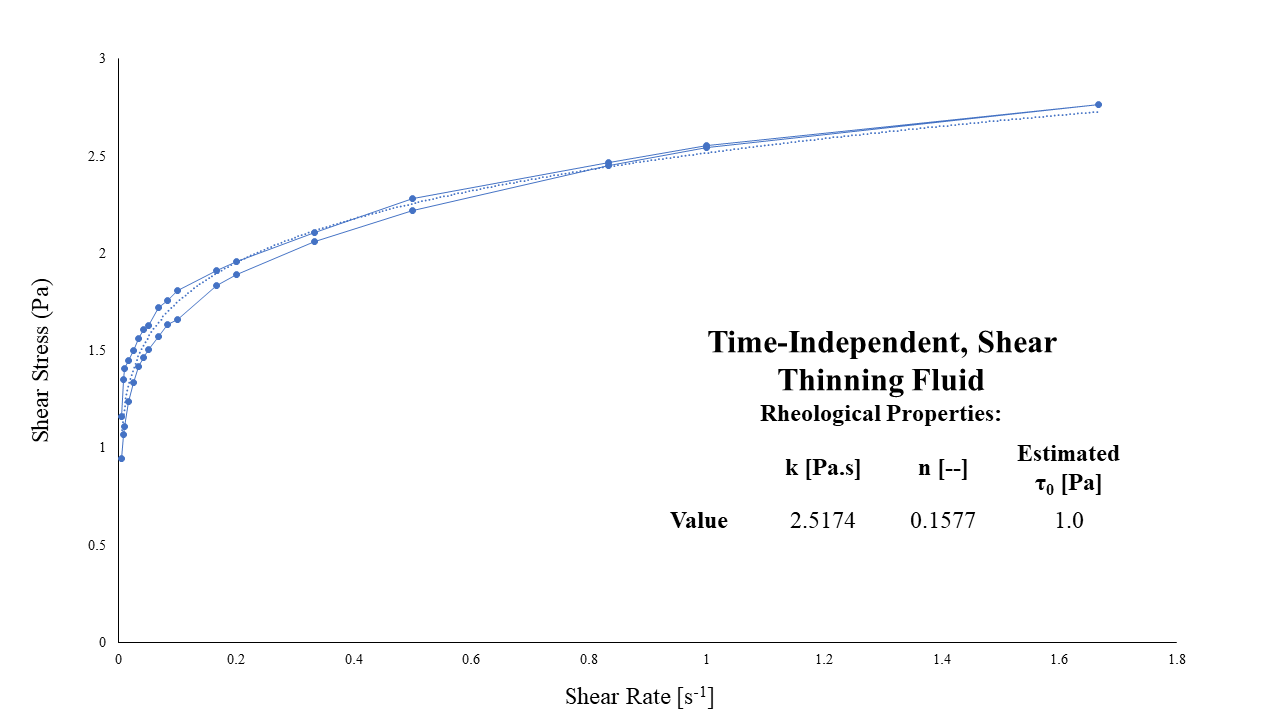 3
2.5
2
1.5
1
0.5
0
0
0.2
0.4
0.6
0.8
1
1.2
1.4
1.6
1.8
Shear Stress (Pa)
Shear Rate [s-1]
Time-Independent, Shear
Thinning Fluid
Rheological Properties:
k [Pa.s] n [--] Estimated
τ0 [Pa]
Value 2.5174 0.1577 1.0